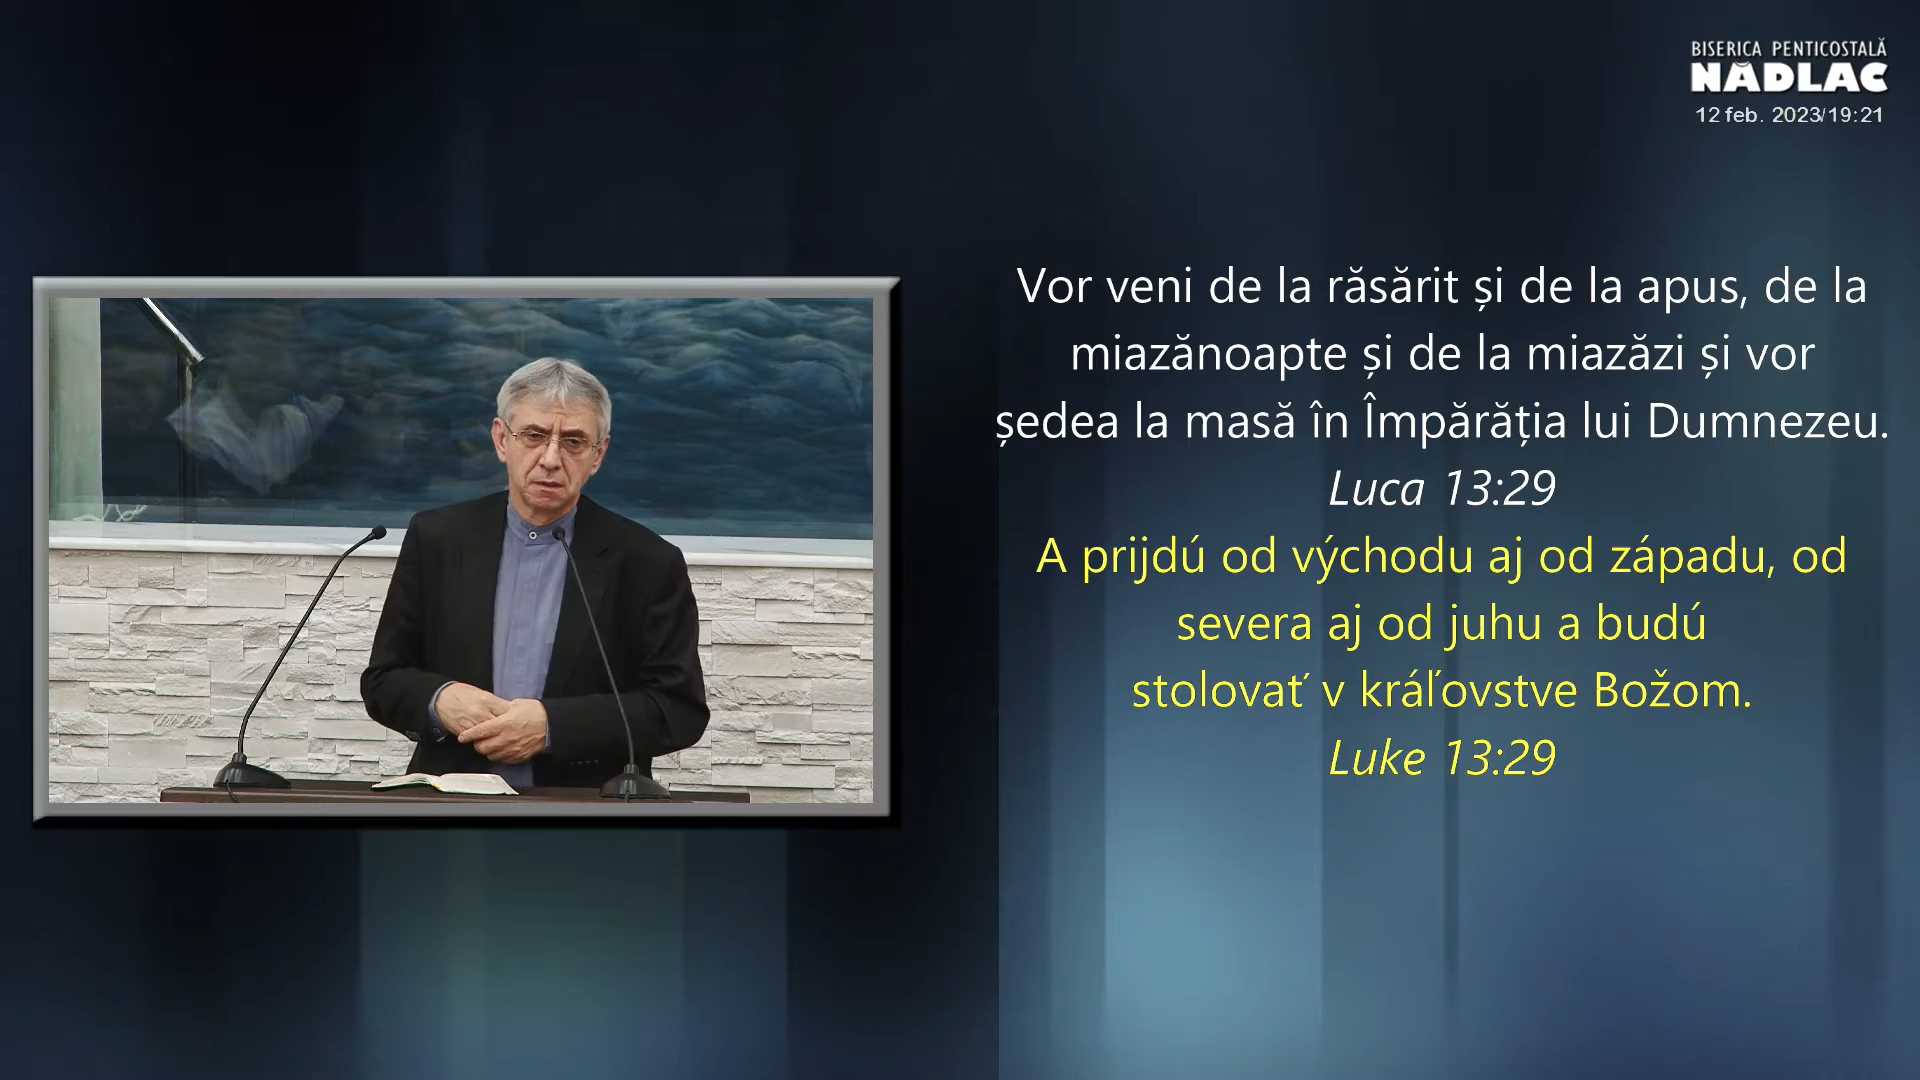 BISERICA PENTICOSTALĂ
NĂDLAC
12 feb. 2023/19:21
Vor veni de la răsărit și de la apus, de la
miazănoapte și de la miazăzi și vor
ședea la masă în Împărăția lui Dumnezeu.
Luca 13:29
A prijdú od východu aj od západu, od
severa aj od juhu a budú
stolovať v kráľovstve Božom.
Luke 13:29